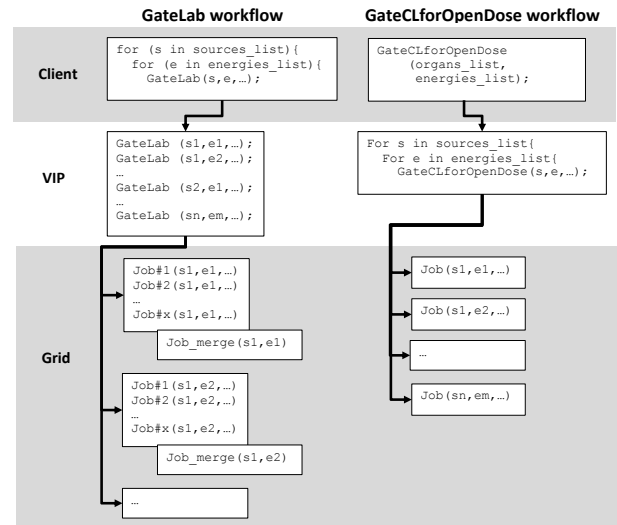 GateLab workflow
GateCLforOpenDose workflow
Client
for (s in sources_list){
for (e in energies_list){
GateLab(s,e,…);
GateCLforOpenDose
(organs_list,
energies_list);
VIP
GateLab (s1,e1,…);
GateLab (s1,e2,…);
…
GateLab (s2,e1,…);
…
GateLab (sn,em,…);
For s in sources_list{
For e in energies_list{
GateCLforOpenDose(s,e,…);
Grid
Job#1(s1,e1,…)
Job#2(s1,e1,…)
…
Job#x(s1,e1,…)
Job_merge(s1,e1)
Job#1(s1,e2,…)
Job#2(s1,e2,…)
…
Job#x(s1,e2,…)
Job_merge(s1,e2)
…
Job(s1,e1,…)
Job(s1,e2,…)
…
Job(sn,em,…)